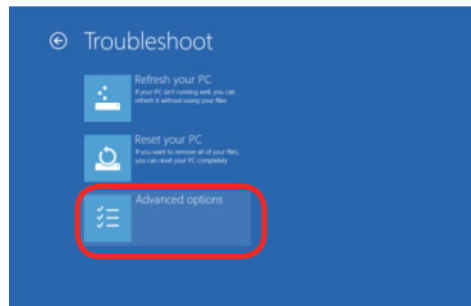 Troubleshoot
Refresh your PC
If your PC isn't running well, you can
refresh it without losing your files
Reset your PC
If you want to remove all of your files,
you can reset your PC completely
Advanced options